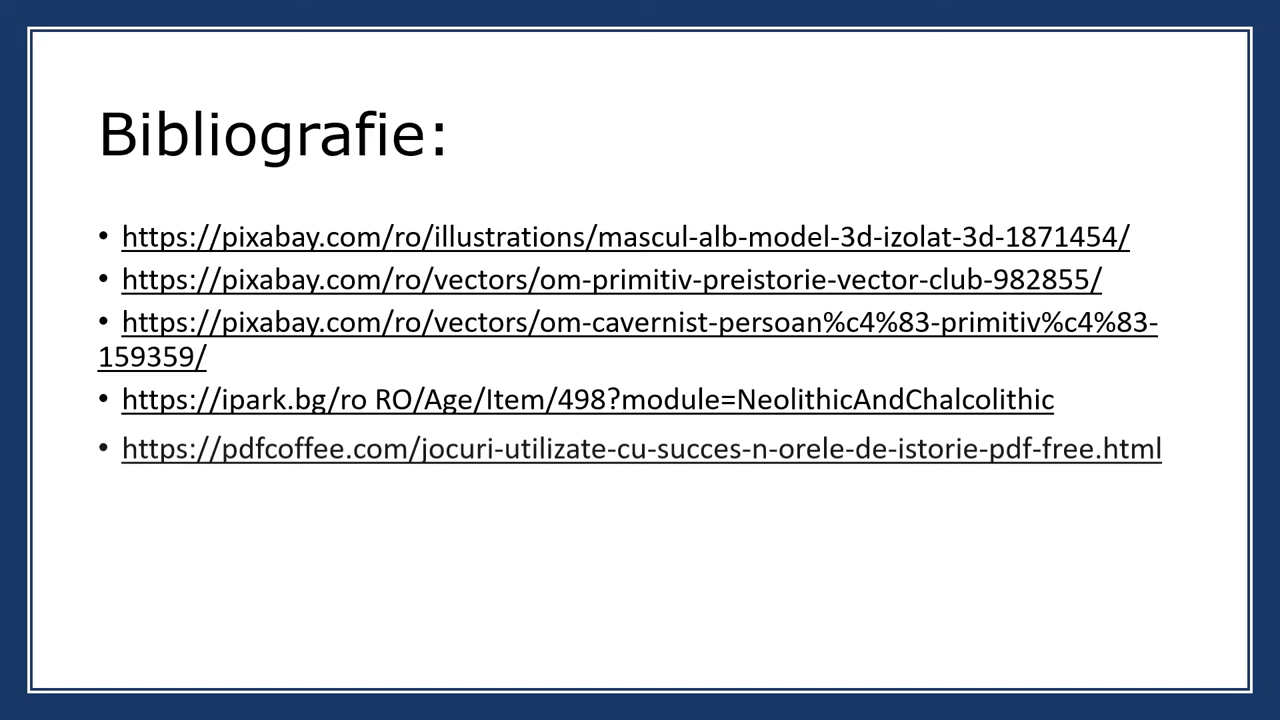 Bibliografie:
• https://pixabay.com/ro/illustrations/mascul-alb-model-3d-izolat-3d-1871454/
• https://pixabay.com/ro/vectors/om-primitiv-preistorie-vector-club-982855/
• https://pixabay.com/ro/vectors/om-cavernist-persoan%c4%83-primitiv%c4%83-
159359/
• https://ipark.bg/ro RO/Age/Item/498?module=NeolithicAndChalcolithic
• https://pdfcoffee.com/jocuri-utilizate-cu-succes-n-orele-de-istorie-pdf-free.html